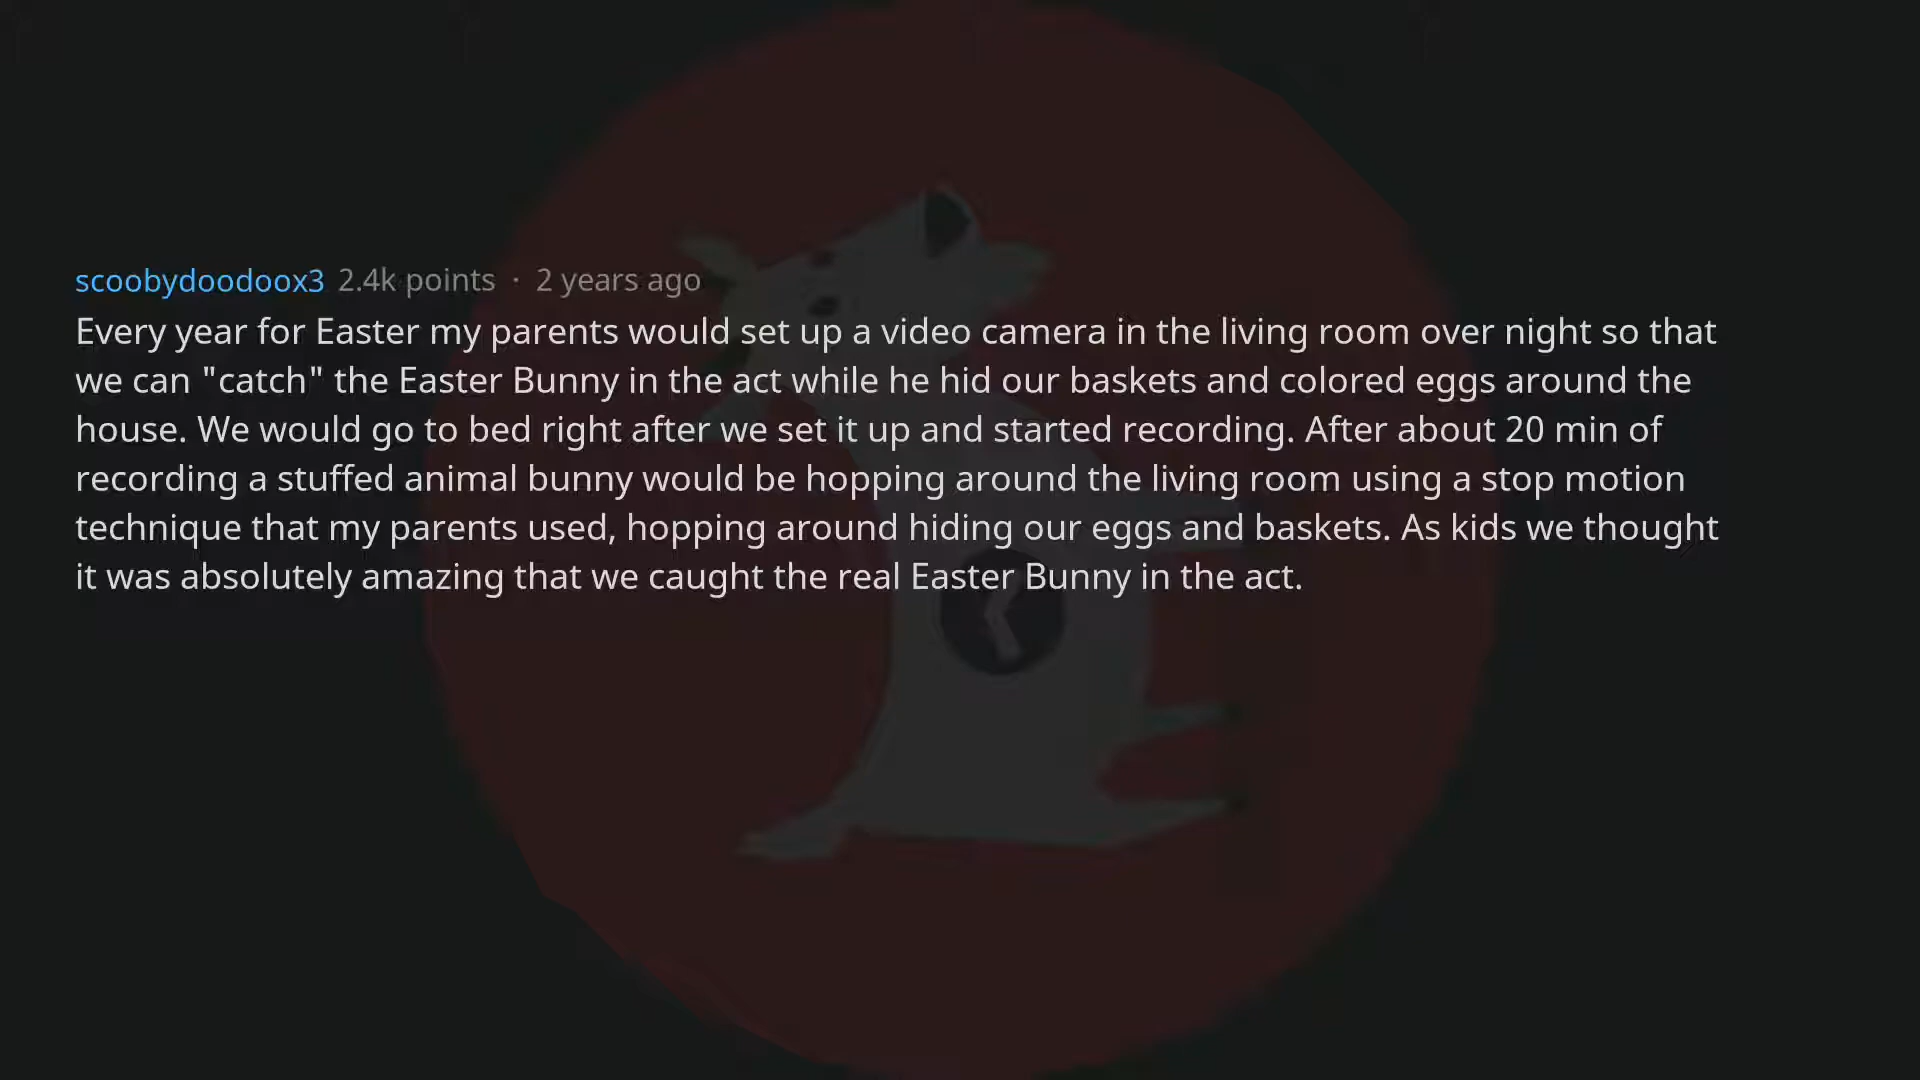 scoobydoodoox3 2.4k points · 2 years ago
Every year for Easter my parents would set up a video camera in the living room over night so that
we can "catch" the Easter Bunny in the act while he hid our baskets and colored eggs around the
house. We would go to bed right after we set it up and started recording. After about 20 min of
recording a stuffed animal bunny would be hopping around the living room using a stop motion
technique that my parents used, hopping around hiding our eggs and baskets. As kids we thought
it was absolutely amazing that we caught the real Easter Bunny in the act.